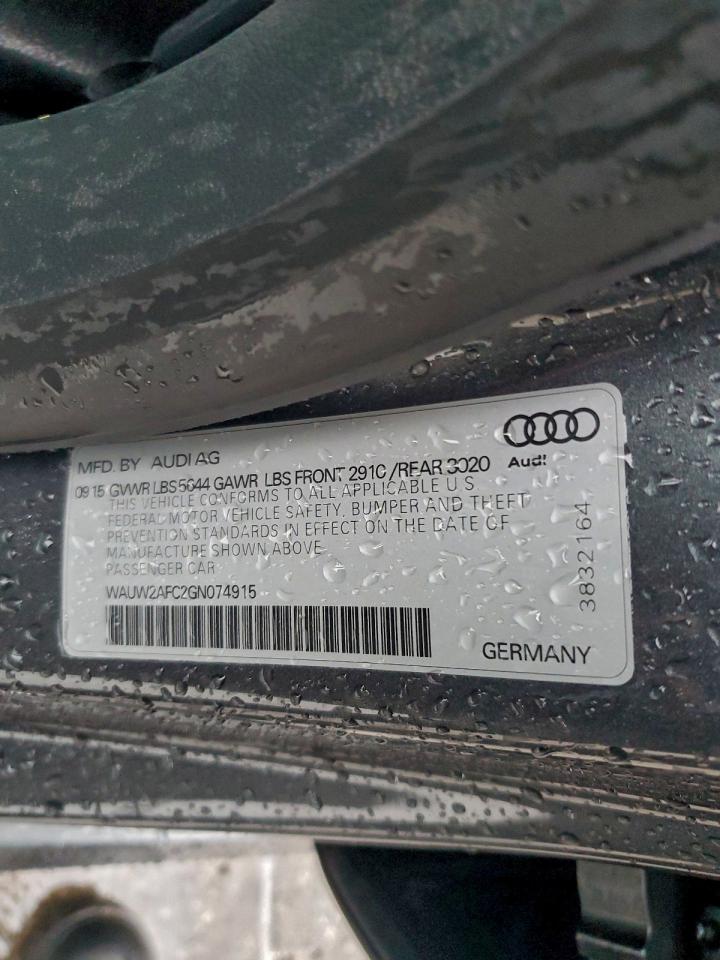 MFD. BY AUDI AG
Audi
09 15 GVWR LBS 5644 GAWR LBS FRONT 2910 / REAR 3020
THIS VEHICLE CONFORMS TO ALL APPLICABLE U.S.
FEDERAL MOTOR VEHICLE SAFETY, BUMPER AND THEFT
PREVENTION STANDARDS IN EFFECT ON THE DATE OF
MANUFACTURE SHOWN ABOVE
PASSENGER CAR
WAUW2AFC2GN074915
GERMANY
3832164